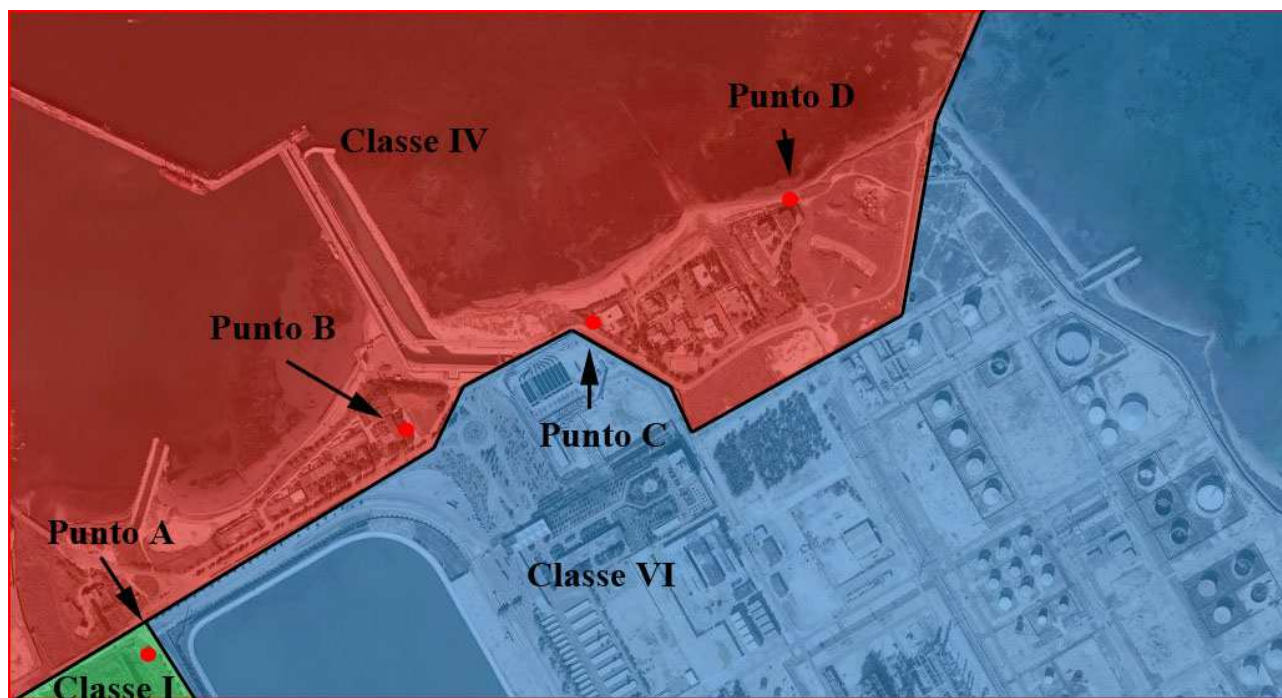 Punto D
Classe IV
Punto B
Punto C
Punto A
Classe VI
Classe I